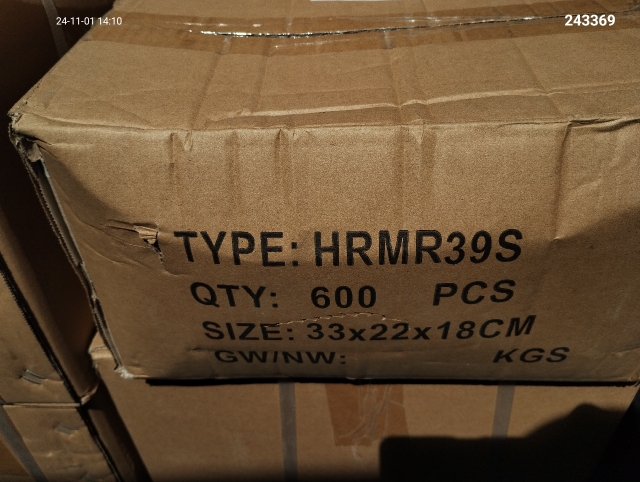 24-11-01 14:10
243369
TYPE: HRMR39S
QTY: 600 PCS
SIZE: 33x22x18CM
GW/NW: KGS